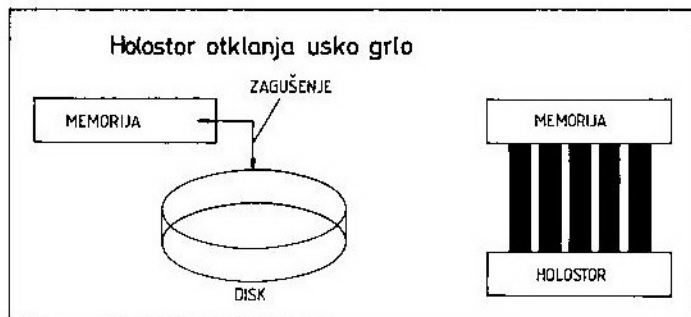 Holostor otklanja usko grlo
ZAGUŠENJE
MEMORIJA
DISK
MEMORIJA
HOLOSTOR